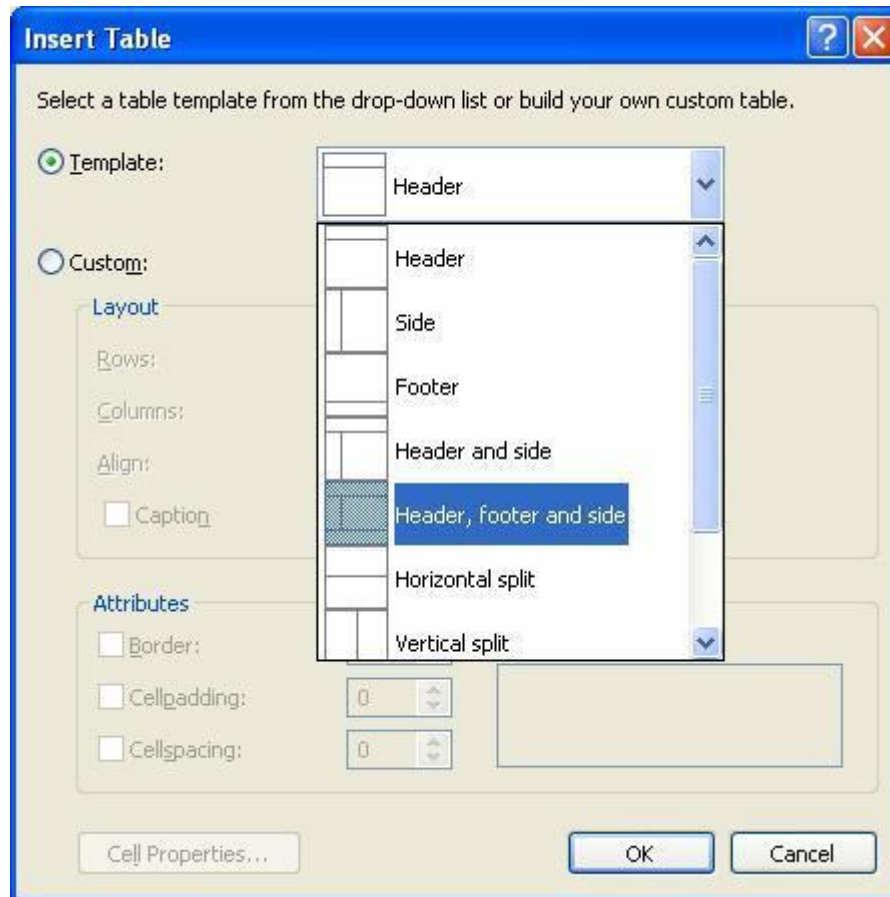 Insert Table
Select a table template from the drop-down list or build your own custom table.
Template:
Header
Custom:
Header
Layout
Side
Rows:
Footer
Columns:
Header and side
Align:
Caption
Header, footer and side
Horizontal split
Attributes
Border:
Vertical split
Cellpadding:
0
Cellspacing:
0
Cell Properties...
OK
Cancel